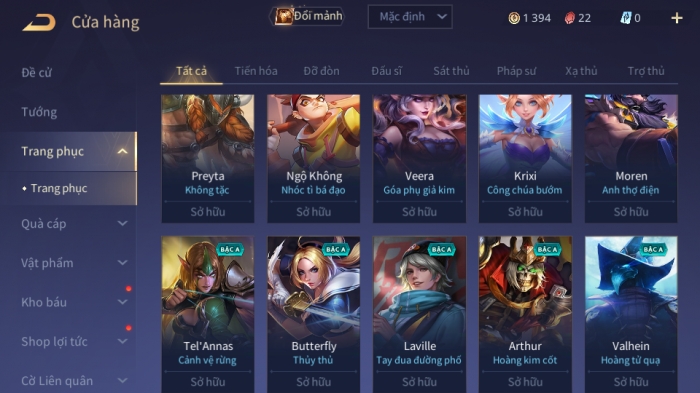 Cửa hàng
Đổi mảnh
Mặc định
1 394
22
0
Đề cử
Tướng
Trang phục
Trang phục
Quà cáp
Vật phẩm
Kho báu
Shop lợi tức
Cờ Liên quân
Tất cả Tiến hóa Đỡ đòn Đấu sĩ Sát thủ Pháp sư Xạ thủ Trợ thủ
Preyta
Không tặc
Sở hữu
Ngộ Không
Nhóc tì bá đạo
Sở hữu
Veera
Góa phụ giả kim
Sở hữu
Krixi
Công chúa bướm
Sở hữu
Moren
Anh thợ điện
Sở hữu
BẬC A
Tel'Annas
Cảnh vệ rừng
Sở hữu
BẬC A
Butterfly
Thủy thủ
Sở hữu
BẬC A
Laville
Tay đua đường phố
Sở hữu
BẬC A
Arthur
Hoàng kim cốt
Sở hữu
BẬC A
Valhein
Hoàng tử quạ
Sở hữu